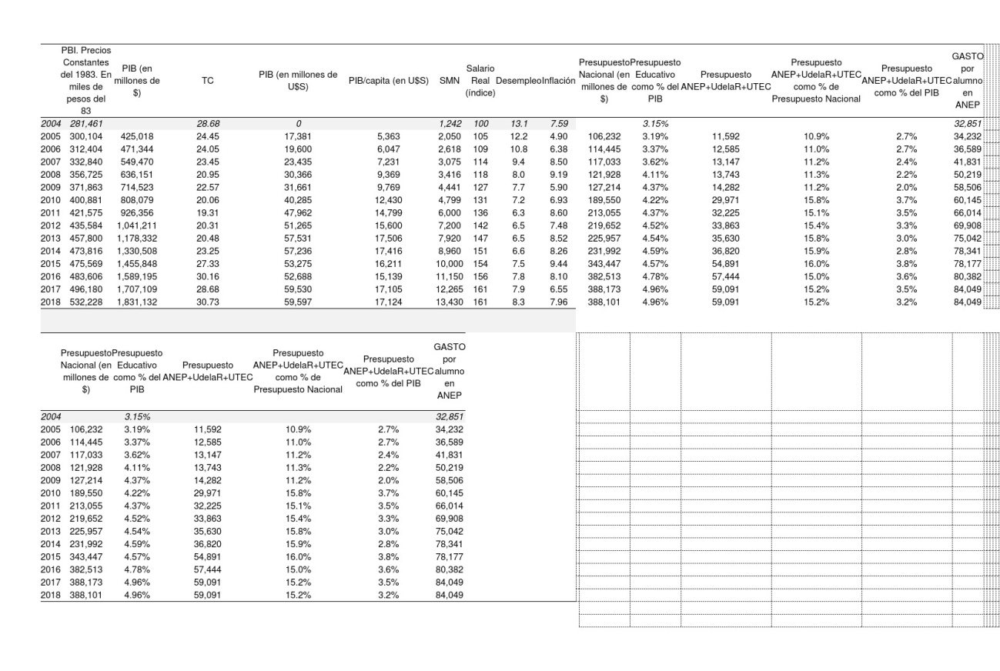 PBI. Precios Constantes del 1983. En miles de pesos del 83 PIB (en millones de $) TC PIB (en millones de U$S) PIB/capita (en U$S) SMN Salario Real (índice) Desempleo Inflación Presupuesto Nacional (en millones de $) Presupuesto Educativo como % del PIB Presupuesto ANEP+UdelaR+UTEC Presupuesto ANEP+UdelaR+UTEC como % de Presupuesto Nacional Presupuesto ANEP+UdelaR+UTEC como % del PIB GASTO por alumno en ANEP
2004 281,461 28.68 0 1,242 100 13.1 7.59 3.15% 32,851
2005 300,104 425,018 24.45 17,381 5,363 2,050 105 12.2 4.90 106,232 3.19% 11,592 10.9% 2.7% 34,232
2006 312,404 471,344 24.05 19,600 6,047 2,618 109 10.8 6.38 114,445 3.37% 12,585 11.0% 2.7% 36,589
2007 332,840 549,470 23.45 23,435 7,231 3,075 114 9.4 8.50 117,033 3.62% 13,147 11.2% 2.4% 41,831
2008 356,725 636,151 20.95 30,366 9,369 3,416 118 8.0 9.19 121,928 4.11% 13,743 11.3% 2.2% 50,219
2009 371,863 714,523 22.57 31,661 9,769 4,441 127 7.7 5.90 127,214 4.37% 14,282 11.2% 2.0% 58,506
2010 400,881 808,079 20.06 40,285 12,430 4,799 131 7.2 6.93 189,550 4.22% 29,971 15.8% 3.7% 60,145
2011 421,575 926,356 19.31 47,962 14,799 6,000 136 6.3 8.60 213,055 4.37% 32,225 15.1% 3.5% 66,014
2012 435,584 1,041,211 20.31 51,265 15,600 7,200 142 6.5 7.48 219,652 4.52% 33,863 15.4% 3.3% 69,908
2013 457,800 1,178,332 20.48 57,531 17,506 7,920 147 6.5 8.52 225,957 4.54% 35,630 15.8% 3.0% 75,042
2014 473,816 1,330,508 23.25 57,236 17,416 8,960 151 6.6 8.26 231,992 4.59% 36,820 15.9% 2.8% 78,341
2015 475,569 1,455,848 27.33 53,275 16,211 10,000 154 7.5 9.44 343,447 4.57% 54,891 16.0% 3.8% 78,177
2016 483,606 1,589,195 30.16 52,688 15,139 11,150 156 7.8 8.10 382,513 4.78% 57,444 15.0% 3.6% 80,382
2017 496,180 1,707,109 28.68 59,530 17,105 12,265 161 7.9 6.55 388,173 4.96% 59,091 15.2% 3.5% 84,049
2018 532,228 1,831,132 30.73 59,597 17,124 13,430 161 8.3 7.96 388,101 4.96% 59,091 15.2% 3.2% 84,049
Presupuesto Nacional (en millones de $) Presupuesto Educativo como % del PIB Presupuesto ANEP+UdelaR+UTEC Presupuesto ANEP+UdelaR+UTEC como % de Presupuesto Nacional Presupuesto ANEP+UdelaR+UTEC como % del PIB GASTO por alumno en ANEP
2004 3.15% 32,851
2005 106,232 3.19% 11,592 10.9% 2.7% 34,232
2006 114,445 3.37% 12,585 11.0% 2.7% 36,589
2007 117,033 3.62% 13,147 11.2% 2.4% 41,831
2008 121,928 4.11% 13,743 11.3% 2.2% 50,219
2009 127,214 4.37% 14,282 11.2% 2.0% 58,506
2010 189,550 4.22% 29,971 15.8% 3.7% 60,145
2011 213,055 4.37% 32,225 15.1% 3.5% 66,014
2012 219,652 4.52% 33,863 15.4% 3.3% 69,908
2013 225,957 4.54% 35,630 15.8% 3.0% 75,042
2014 231,992 4.59% 36,820 15.9% 2.8% 78,341
2015 343,447 4.57% 54,891 16.0% 3.8% 78,177
2016 382,513 4.78% 57,444 15.0% 3.6% 80,382
2017 388,173 4.96% 59,091 15.2% 3.5% 84,049
2018 388,101 4.96% 59,091 15.2% 3.2% 84,049